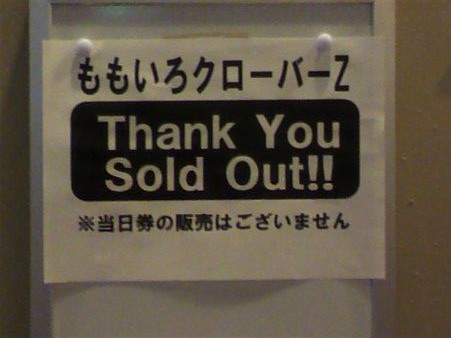 ももいろクローバーZ
Thank You
Sold Out!!
※当日券の販売はございません